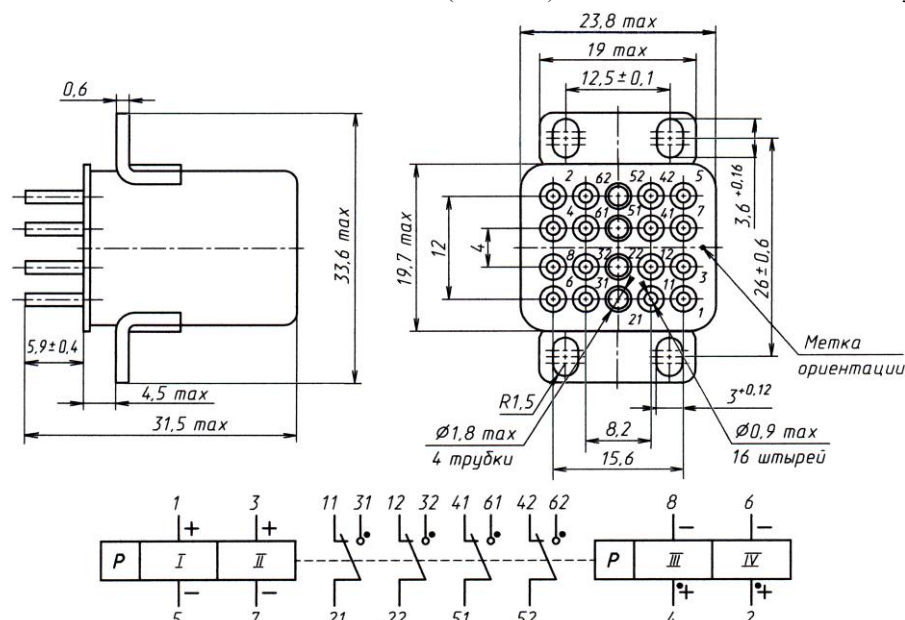 23,8 max
19 max
12,5±0,1
0,6
33,6 max
19,7 max
12
4
5,9±0,4
4,5 max
31,5 max
2 62 52 42 5
4 61 51 41 7
8 32 22 12 3
6 31 21 11 1
3,6 +0,16
26±0,6
Метка
ориентации
R1,5
3+0,12
Ø1,8 max
4 трубки
8,2
15,6
Ø0,9 max
16 штырей
1 3 11 31 12 32 41 61 42 62 8 6
+ + − −
P I II P III IV
− − + +
5 7 21 22 51 52 4 2